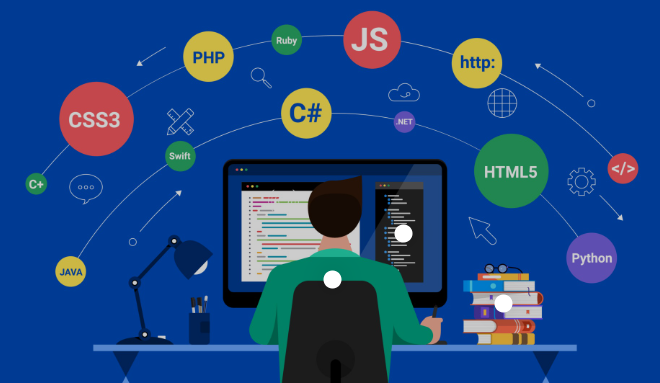 JS
Ruby
PHP
http:
CSS3
C#
.NET
Swift
HTML5
</>
C+
Python
JAVA